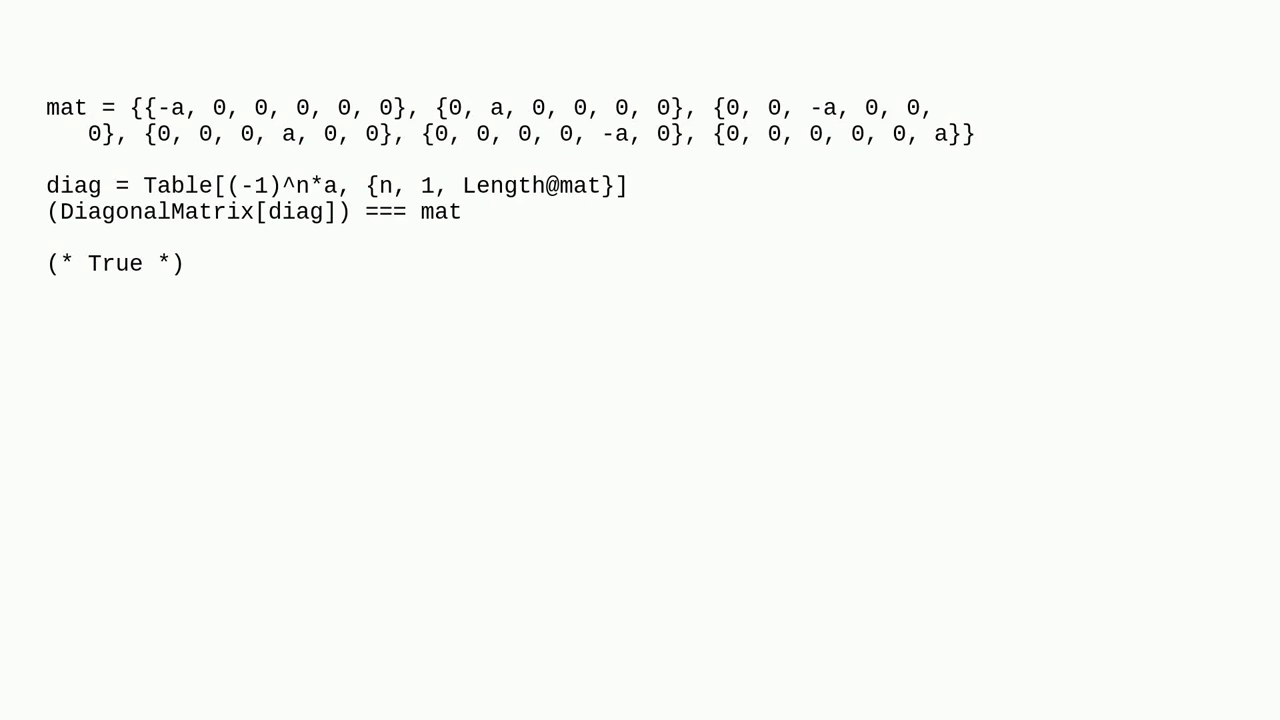 mat = {{-a, 0, 0, 0, 0, 0}, {0, a, 0, 0, 0, 0}, {0, 0, -a, 0, 0,
   0}, {0, 0, 0, a, 0, 0}, {0, 0, 0, 0, -a, 0}, {0, 0, 0, 0, 0, a}}
diag = Table[(-1)^n*a, {n, 1, Length@mat}]
(DiagonalMatrix[diag]) === mat
(* True *)